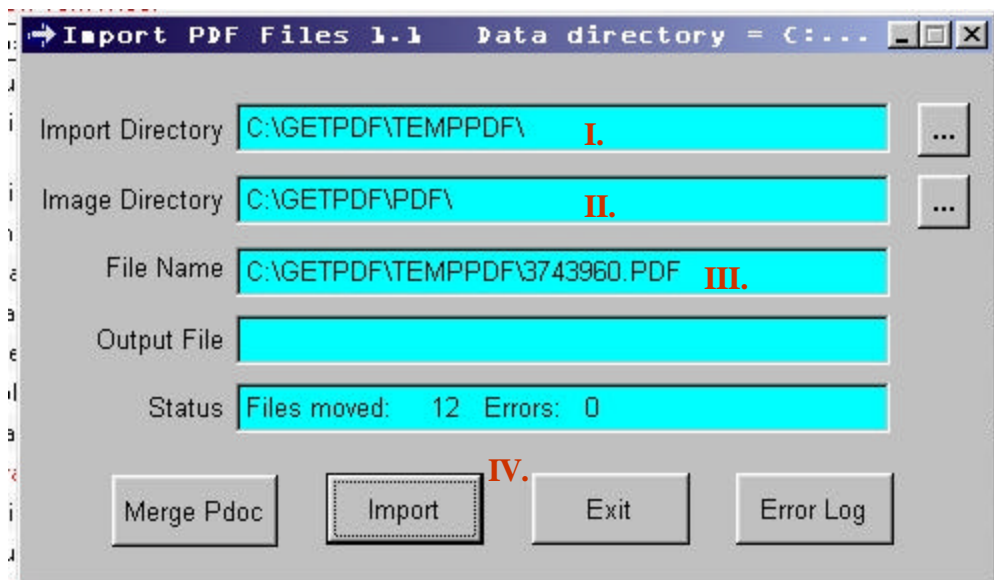 Import PDF Files 1.1 Data directory = C:...
Import Directory C:\GETPDF\TEMPPDF\ I. ...
Image Directory C:\GETPDF\PDF\ II. ...
File Name C:\GETPDF\TEMPPDF\3743960.PDF III.
Output File
Status Files moved: 12 Errors: 0
IV.
Merge Pdoc Import Exit Error Log